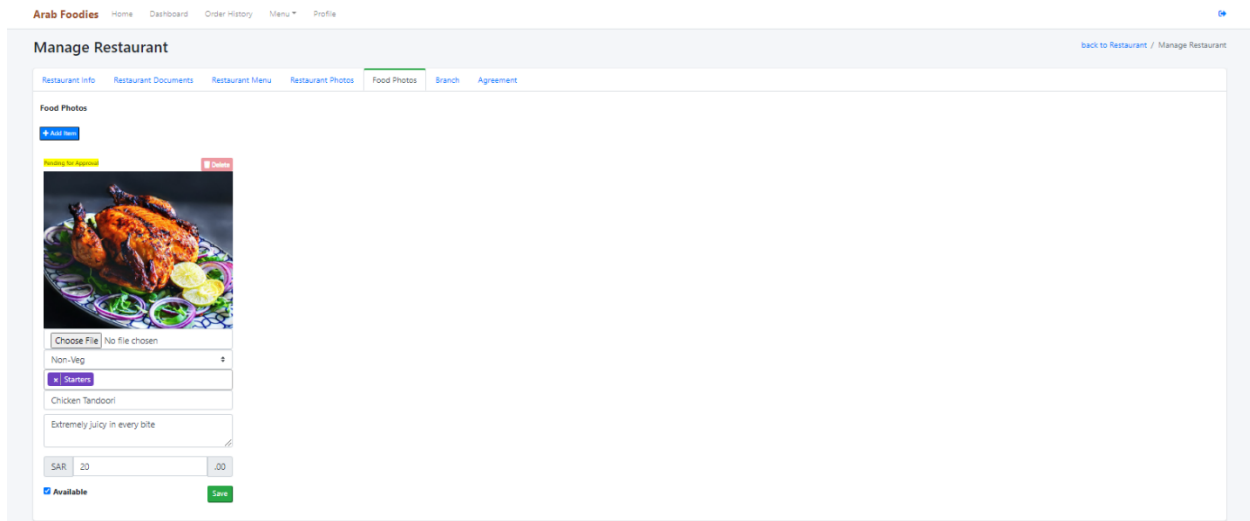 Arab Foodies Home Dashboard Order History Menu Profile
Manage Restaurant
back to Restaurant / Manage Restaurant
Restaurant Info Restaurant Documents Restaurant Menu Restaurant Photos Food Photos Branch Agreement
Food Photos
+ Add Item
Pending for Approval Delete
Choose File No file chosen
Non-Veg
× Starters
Chicken Tandoori
Extremely juicy in every bite
SAR 20 .00
Available Save